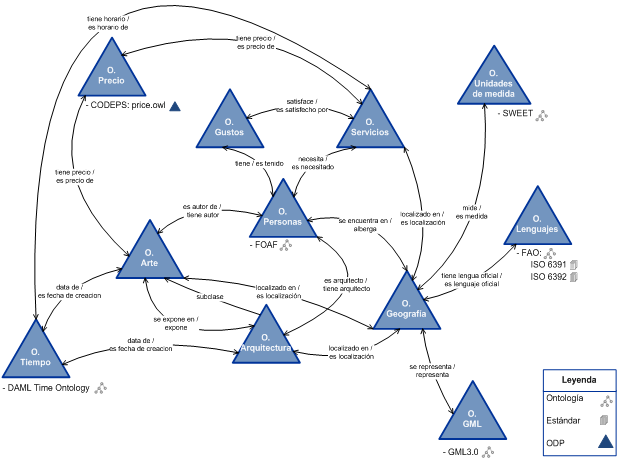 tiene horario /
es horario de
O.
Precio
- CODEPS: price.owl
tiene precio /
es precio de
O.
Unidades
de medida
- SWEET
O.
Gustos
satisface /
es satisfecho por
O.
Servicios
tiene precio /
es precio de
tiene / es tenido
necesita /
es necesitado
es autor de /
tiene autor
O.
Personas
- FOAF
se encuentra en /
alberga
localizado en /
es localización
mide /
es medida
O.
Lenguajes
- FAO:
ISO 6391
ISO 6392
O.
Arte
data de /
es fecha de creacion
subclase
localizado en /
es localización
es arquitecto /
tiene arquitecto
tiene lengua oficial /
es lenguaje oficial
O.
Geografía
se expone en /
expone
O.
Arquitectura
data de /
es fecha de creacion
localizado en /
es localización
O.
Tiempo
- DAML Time Ontology
se representa /
representa
O.
GML
- GML3.0
Leyenda
Ontología
Estándar
ODP